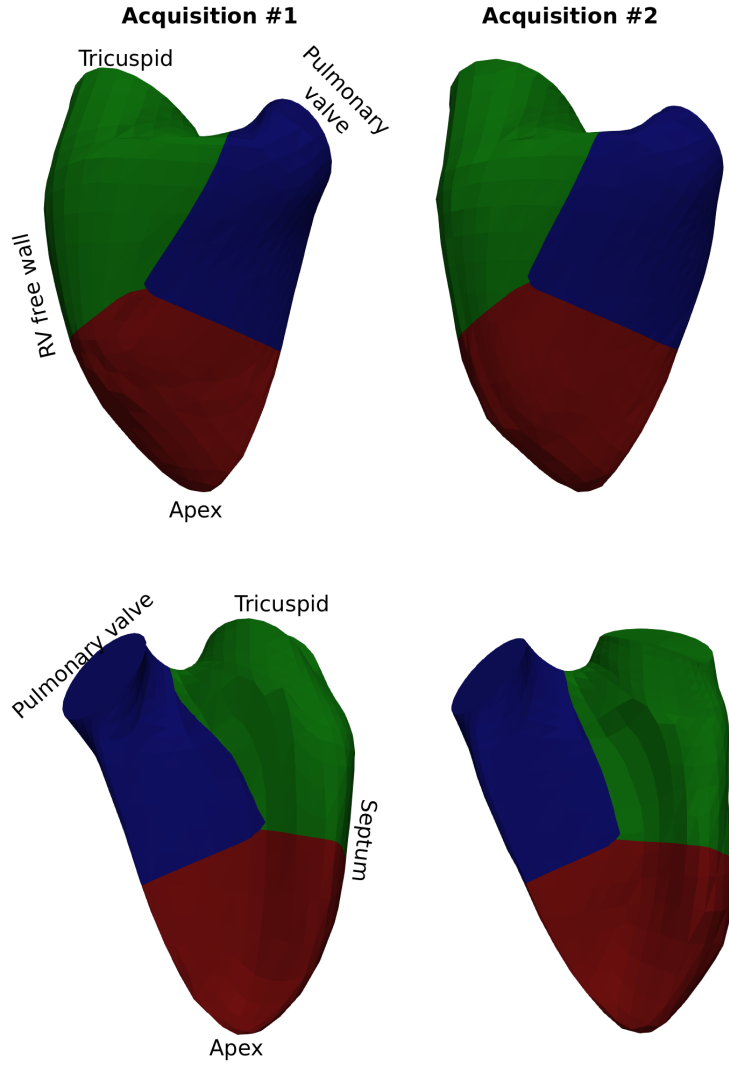 Acquisition #1
Acquisition #2
Tricuspid
Pulmonary
valve
RV free wall
Apex
Pulmonary valve
Tricuspid
Septum
Apex